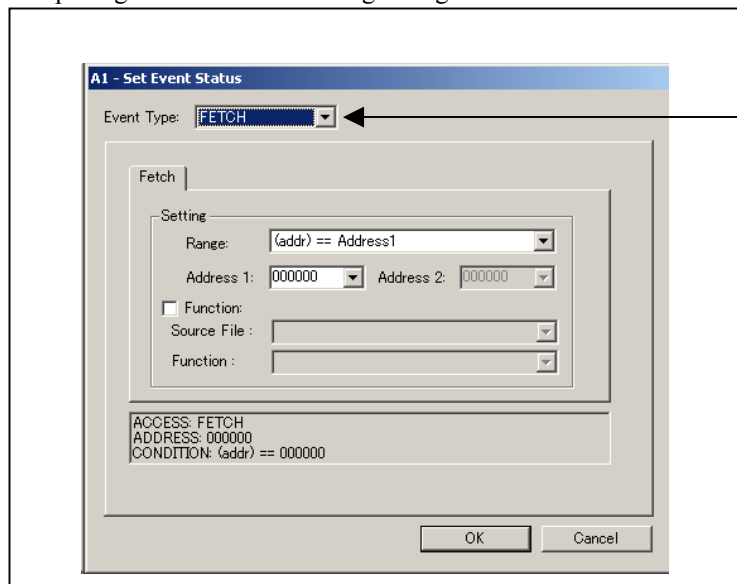 A1 - Set Event Status
Event Type: FETCH
Fetch
Setting
Range: (addr) == Address1
Address 1: 000000 Address 2: 000000
Function:
Source File :
Function :
ACCESS: FETCH
ADDRESS: 000000
CONDITION: (addr) == 000000
OK Cancel